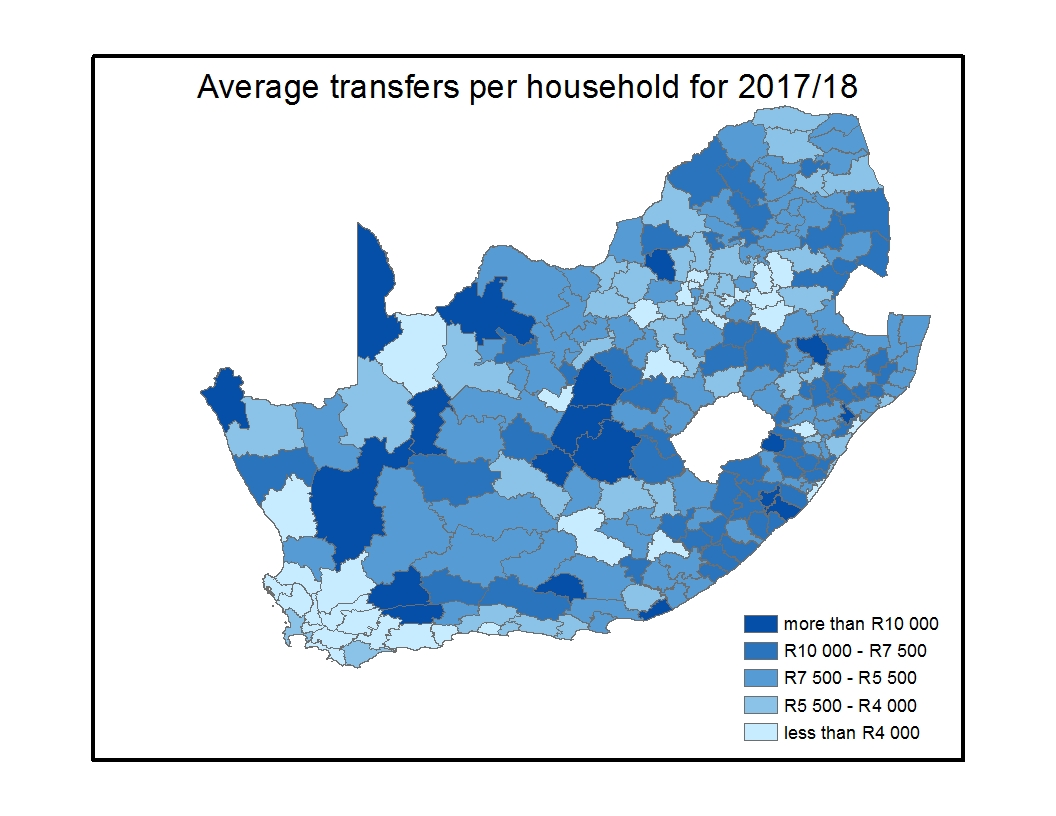 Average transfers per household for 2017/18
more than R10 000
R10 000 - R7 500
R7 500 - R5 500
R5 500 - R4 000
less than R4 000